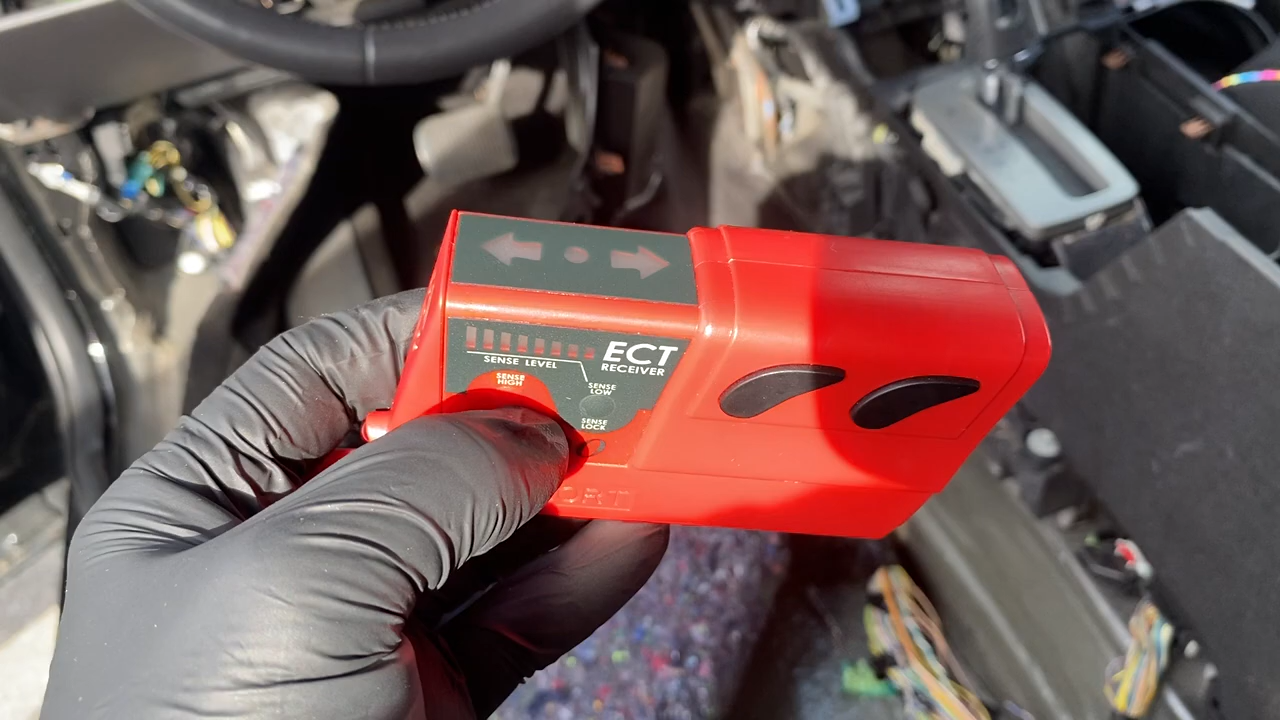 ECT
RECEIVER
SENSE LEVEL
SENSE
HIGH
SENSE
LOW
SENSE
LOCK